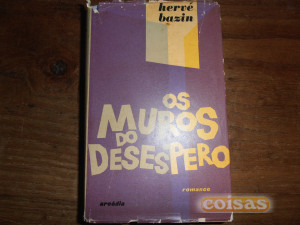 hervé
bazin
OS
MUROS
DO
DESESPERO
romance
arcádia
coisas